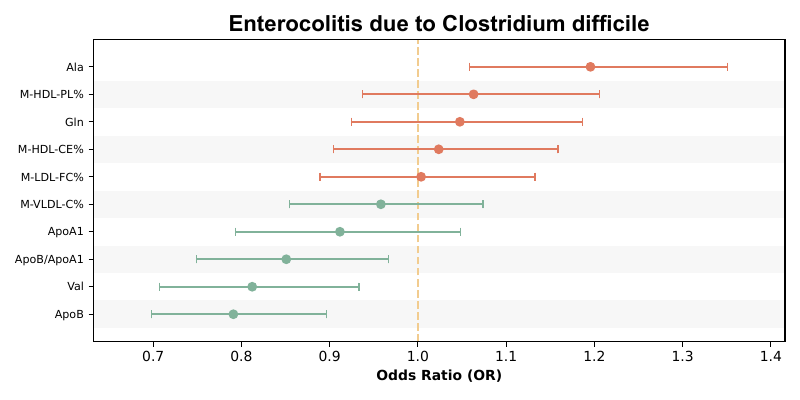 Enterocolitis due to Clostridium difficile
Ala
M-HDL-PL%
Gln
M-HDL-CE%
M-LDL-FC%
M-VLDL-C%
ApoA1
ApoB/ApoA1
Val
ApoB
0.7 0.8 0.9 1.0 1.1 1.2 1.3 1.4
Odds Ratio (OR)